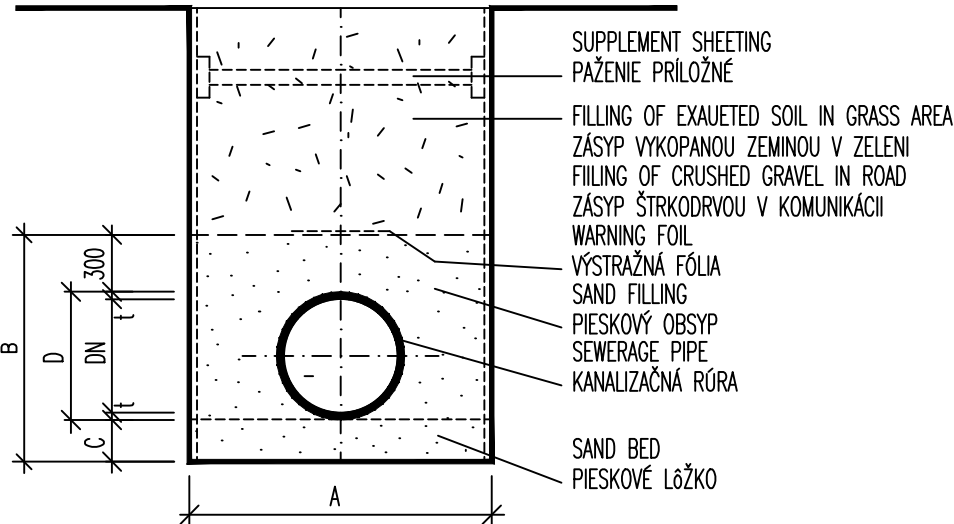 SUPPLEMENT SHEETING
PAŽENIE PRÍLOŽNÉ
FILLING OF EXAUETED SOIL IN GRASS AREA
ZÁSYP VYKOPANOU ZEMINOU V ZELENI
FIILING OF CRUSHED GRAVEL IN ROAD
ZÁSYP ŠTRKODRVOU V KOMUNIKÁCII
WARNING FOIL
VÝSTRAŽNÁ FÓLIA
SAND FILLING
PIESKOVÝ OBSYP
SEWERAGE PIPE
KANALIZAČNÁ RÚRA
SAND BED
PIESKOVÉ LôŽKO
300
t
B
D
DN
t
C
A